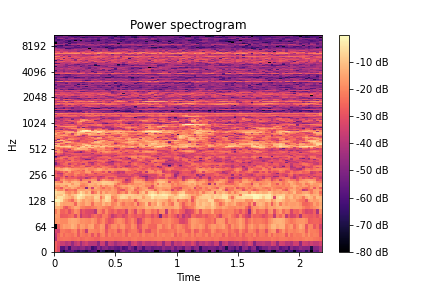 Power spectrogram
8192
4096
2048
1024
512
256
128
64
0
Hz
0
0.5
1
1.5
2
Time
-10 dB
-20 dB
-30 dB
-40 dB
-50 dB
-60 dB
-70 dB
-80 dB